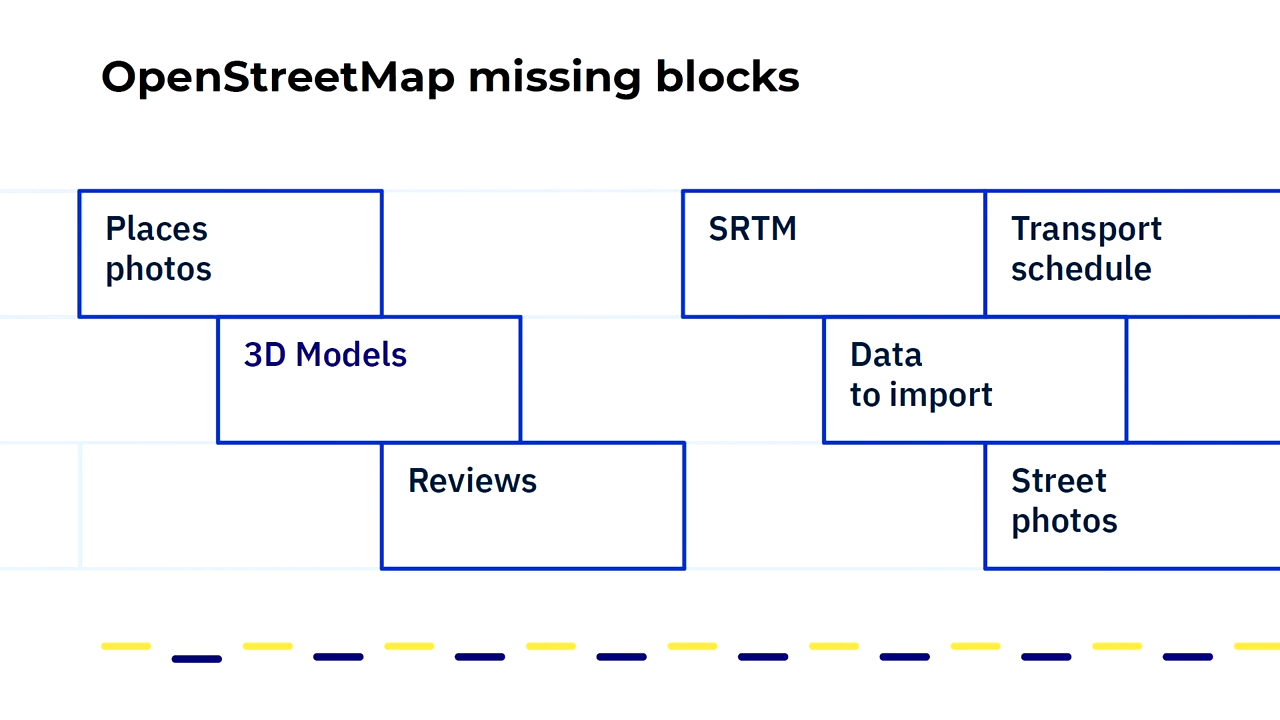 OpenStreetMap missing blocks
Places
photos
SRTM
Transport
schedule
3D Models
Data
to import
Reviews
Street
photos